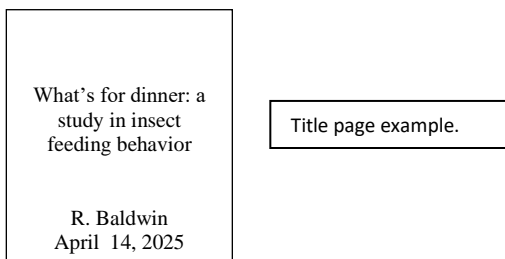 What’s for dinner: a
study in insect
feeding behavior
R. Baldwin
April  14, 2025
Title page example.